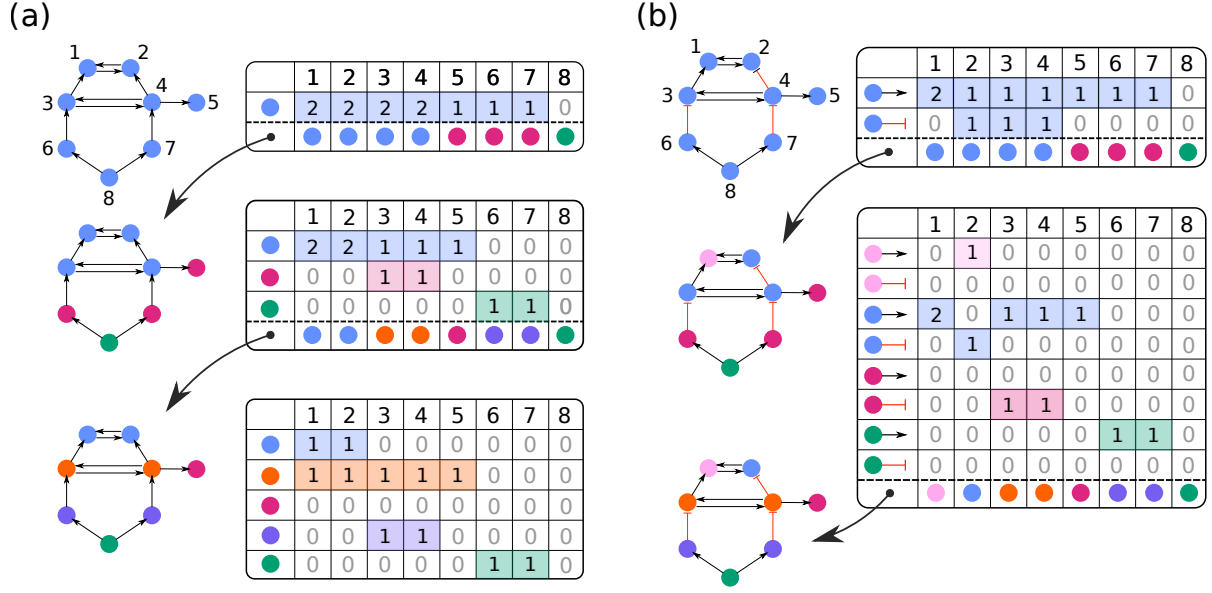 (a)
1 2
3 4 5
6 7
8
1 2 3 4 5 6 7 8
2 2 2 2 1 1 1 0
1 2 3 4 5 6 7 8
2 2 1 1 1 0 0 0
0 0 1 1 0 0 0 0
0 0 0 0 0 1 1 0
1 2 3 4 5 6 7 8
1 1 0 0 0 0 0 0
1 1 1 1 1 0 0 0
0 0 0 0 0 0 0 0
0 0 1 1 0 0 0 0
0 0 0 0 0 1 1 0
(b)
1 2
3 4 5
6 7
8
1 2 3 4 5 6 7 8
2 1 1 1 1 1 1 0
0 1 1 1 0 0 0 0
1 2 3 4 5 6 7 8
0 1 0 0 0 0 0 0
0 0 0 0 0 0 0 0
2 0 1 1 1 0 0 0
0 1 0 0 0 0 0 0
0 0 0 0 0 0 0 0
0 0 1 1 0 0 0 0
0 0 0 0 0 1 1 0
0 0 0 0 0 0 0 0